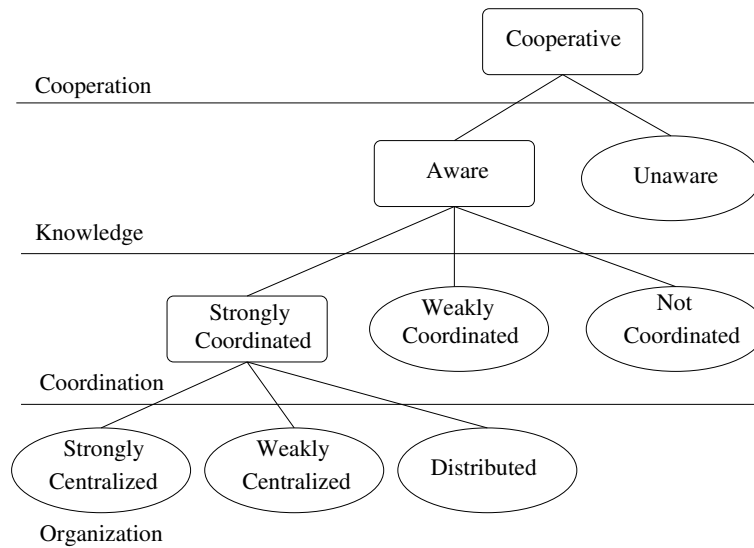 Cooperative
Cooperation
Aware
Unaware
Knowledge
Strongly
Coordinated
Weakly
Coordinated
Not
Coordinated
Coordination
Strongly
Centralized
Weakly
Centralized
Distributed
Organization